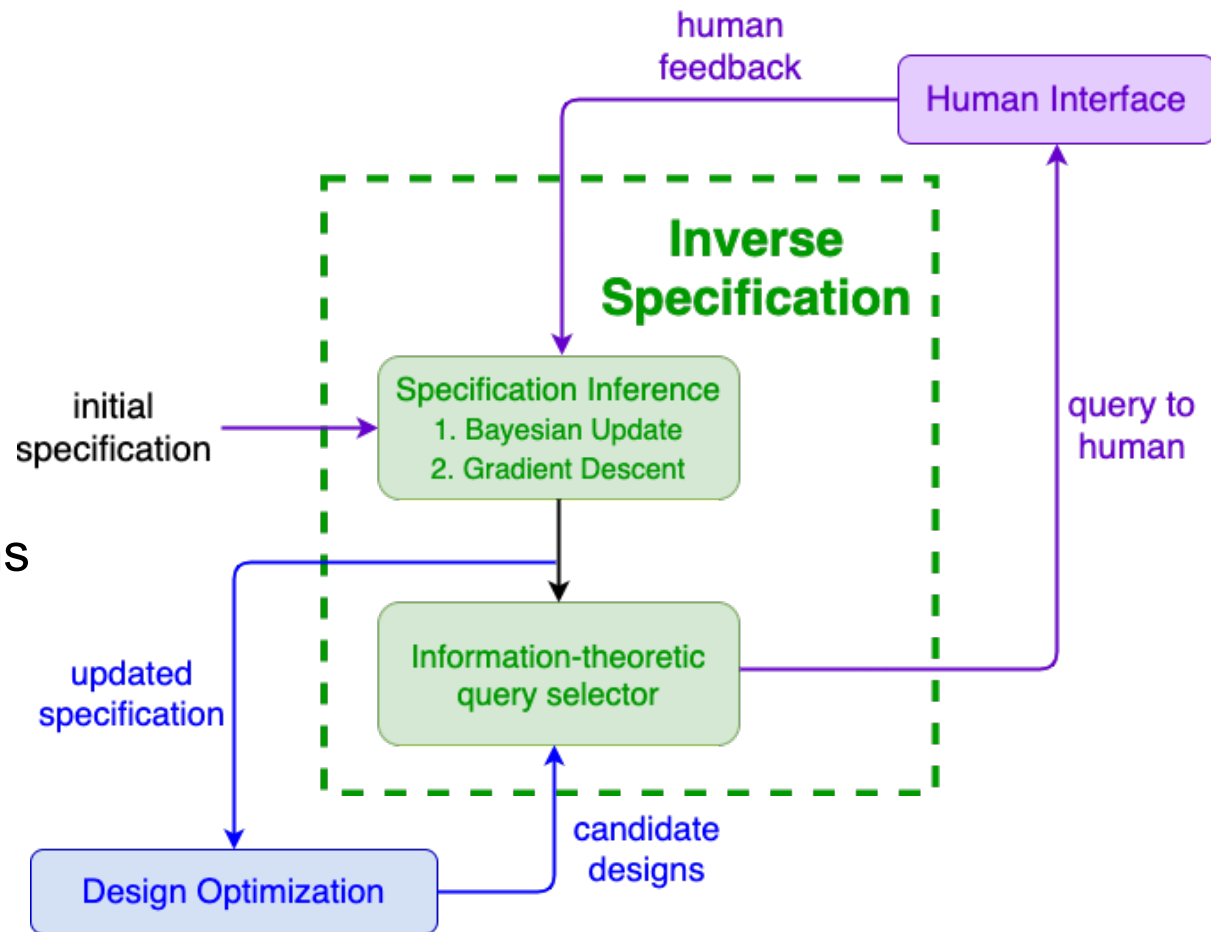 human
feedback
Human Interface
Inverse
Specification
Specification Inference
1. Bayesian Update
2. Gradient Descent
initial
specification
query to
human
s
Information-theoretic
query selector
updated
specification
candidate
designs
Design Optimization